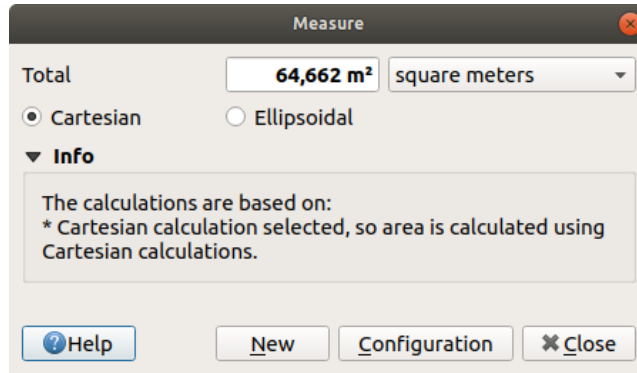 Measure
Total 64,662 m² square meters
Cartesian Ellipsoidal
Info
The calculations are based on:
* Cartesian calculation selected, so area is calculated using
Cartesian calculations.
Help New Configuration Close